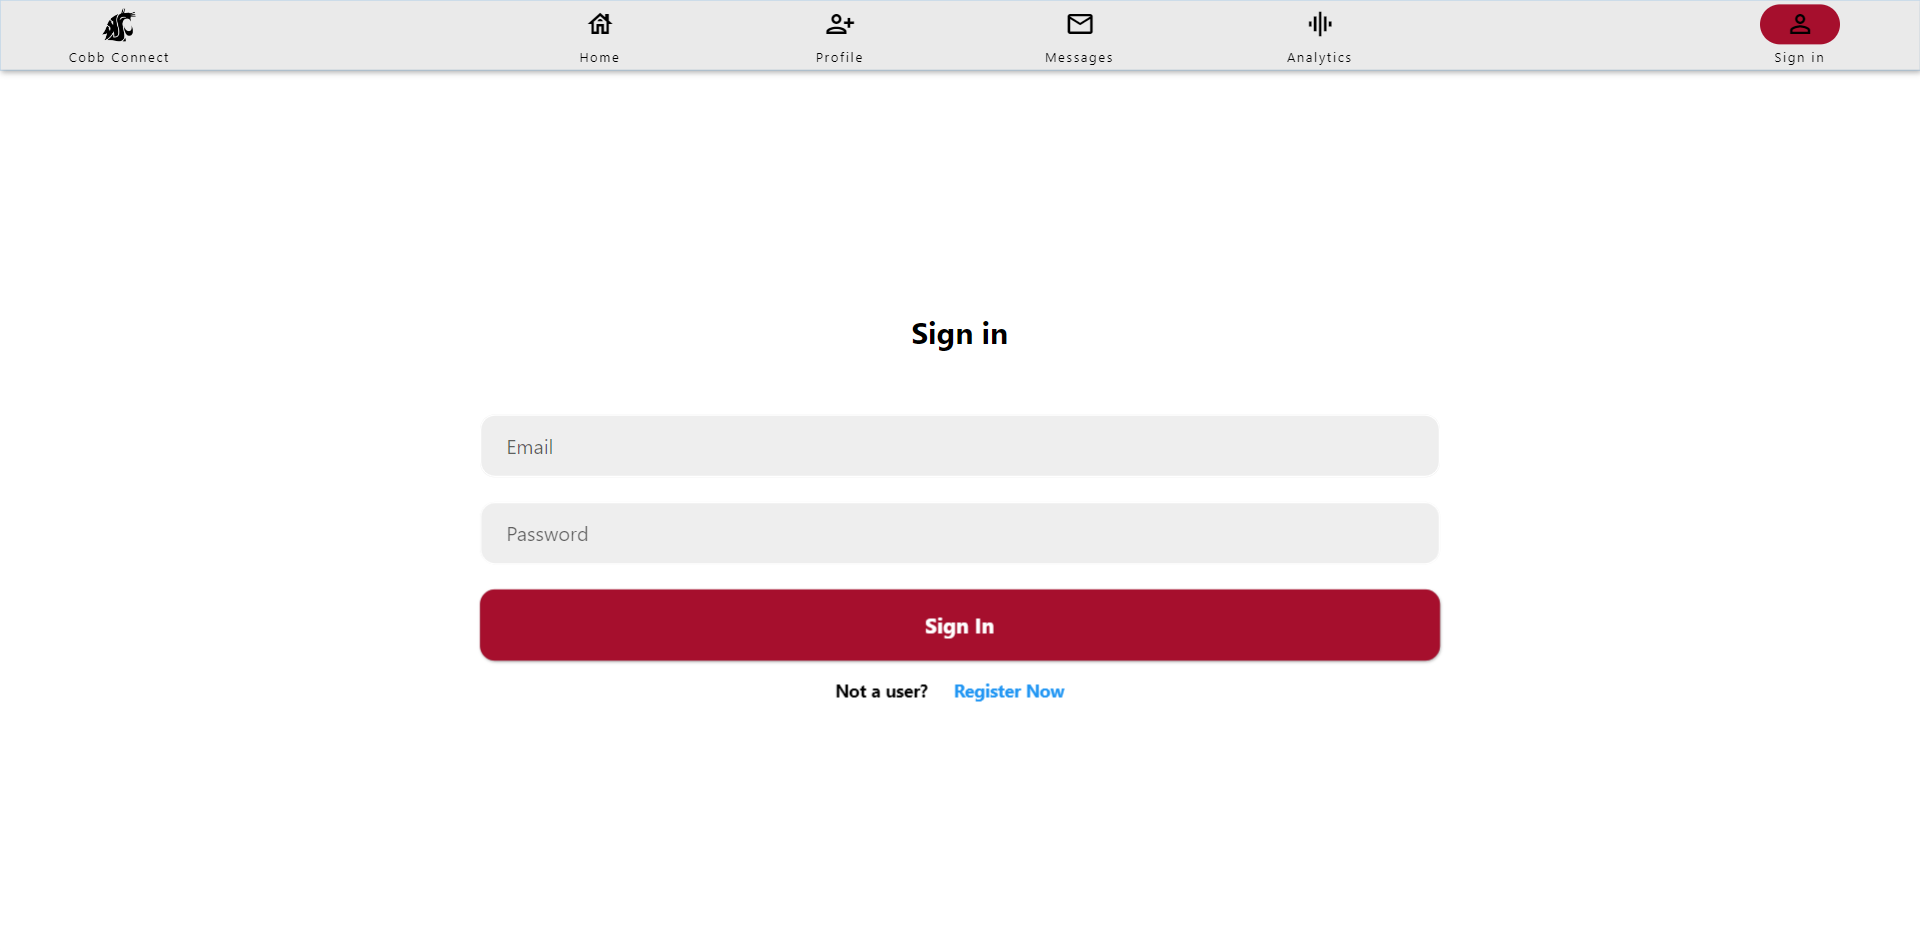 Cobb Connect
Home
Profile
Messages
Analytics
Sign in
Sign in
Email
Password
Sign In
Not a user? Register Now